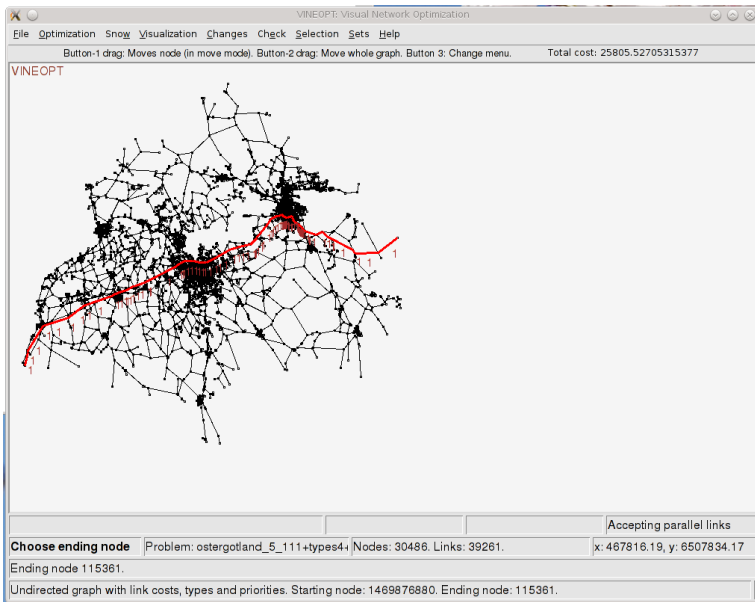 VINEOPT: Visual Network Optimization
File Optimization Snow Visualization Changes Check Selection Sets Help
Button-1 drag: Moves node (in move mode). Button-2 drag: Move whole graph. Button 3: Change menu. Total cost: 25805.52705315377
VINEOPT
Accepting parallel links
Choose ending node Problem: ostergotland_5_111+types4+ Nodes: 30486. Links: 39261. x: 467816.19, y: 6507834.17
Ending node 115361.
Undirected graph with link costs, types and priorities. Starting node: 1469876880. Ending node: 115361.